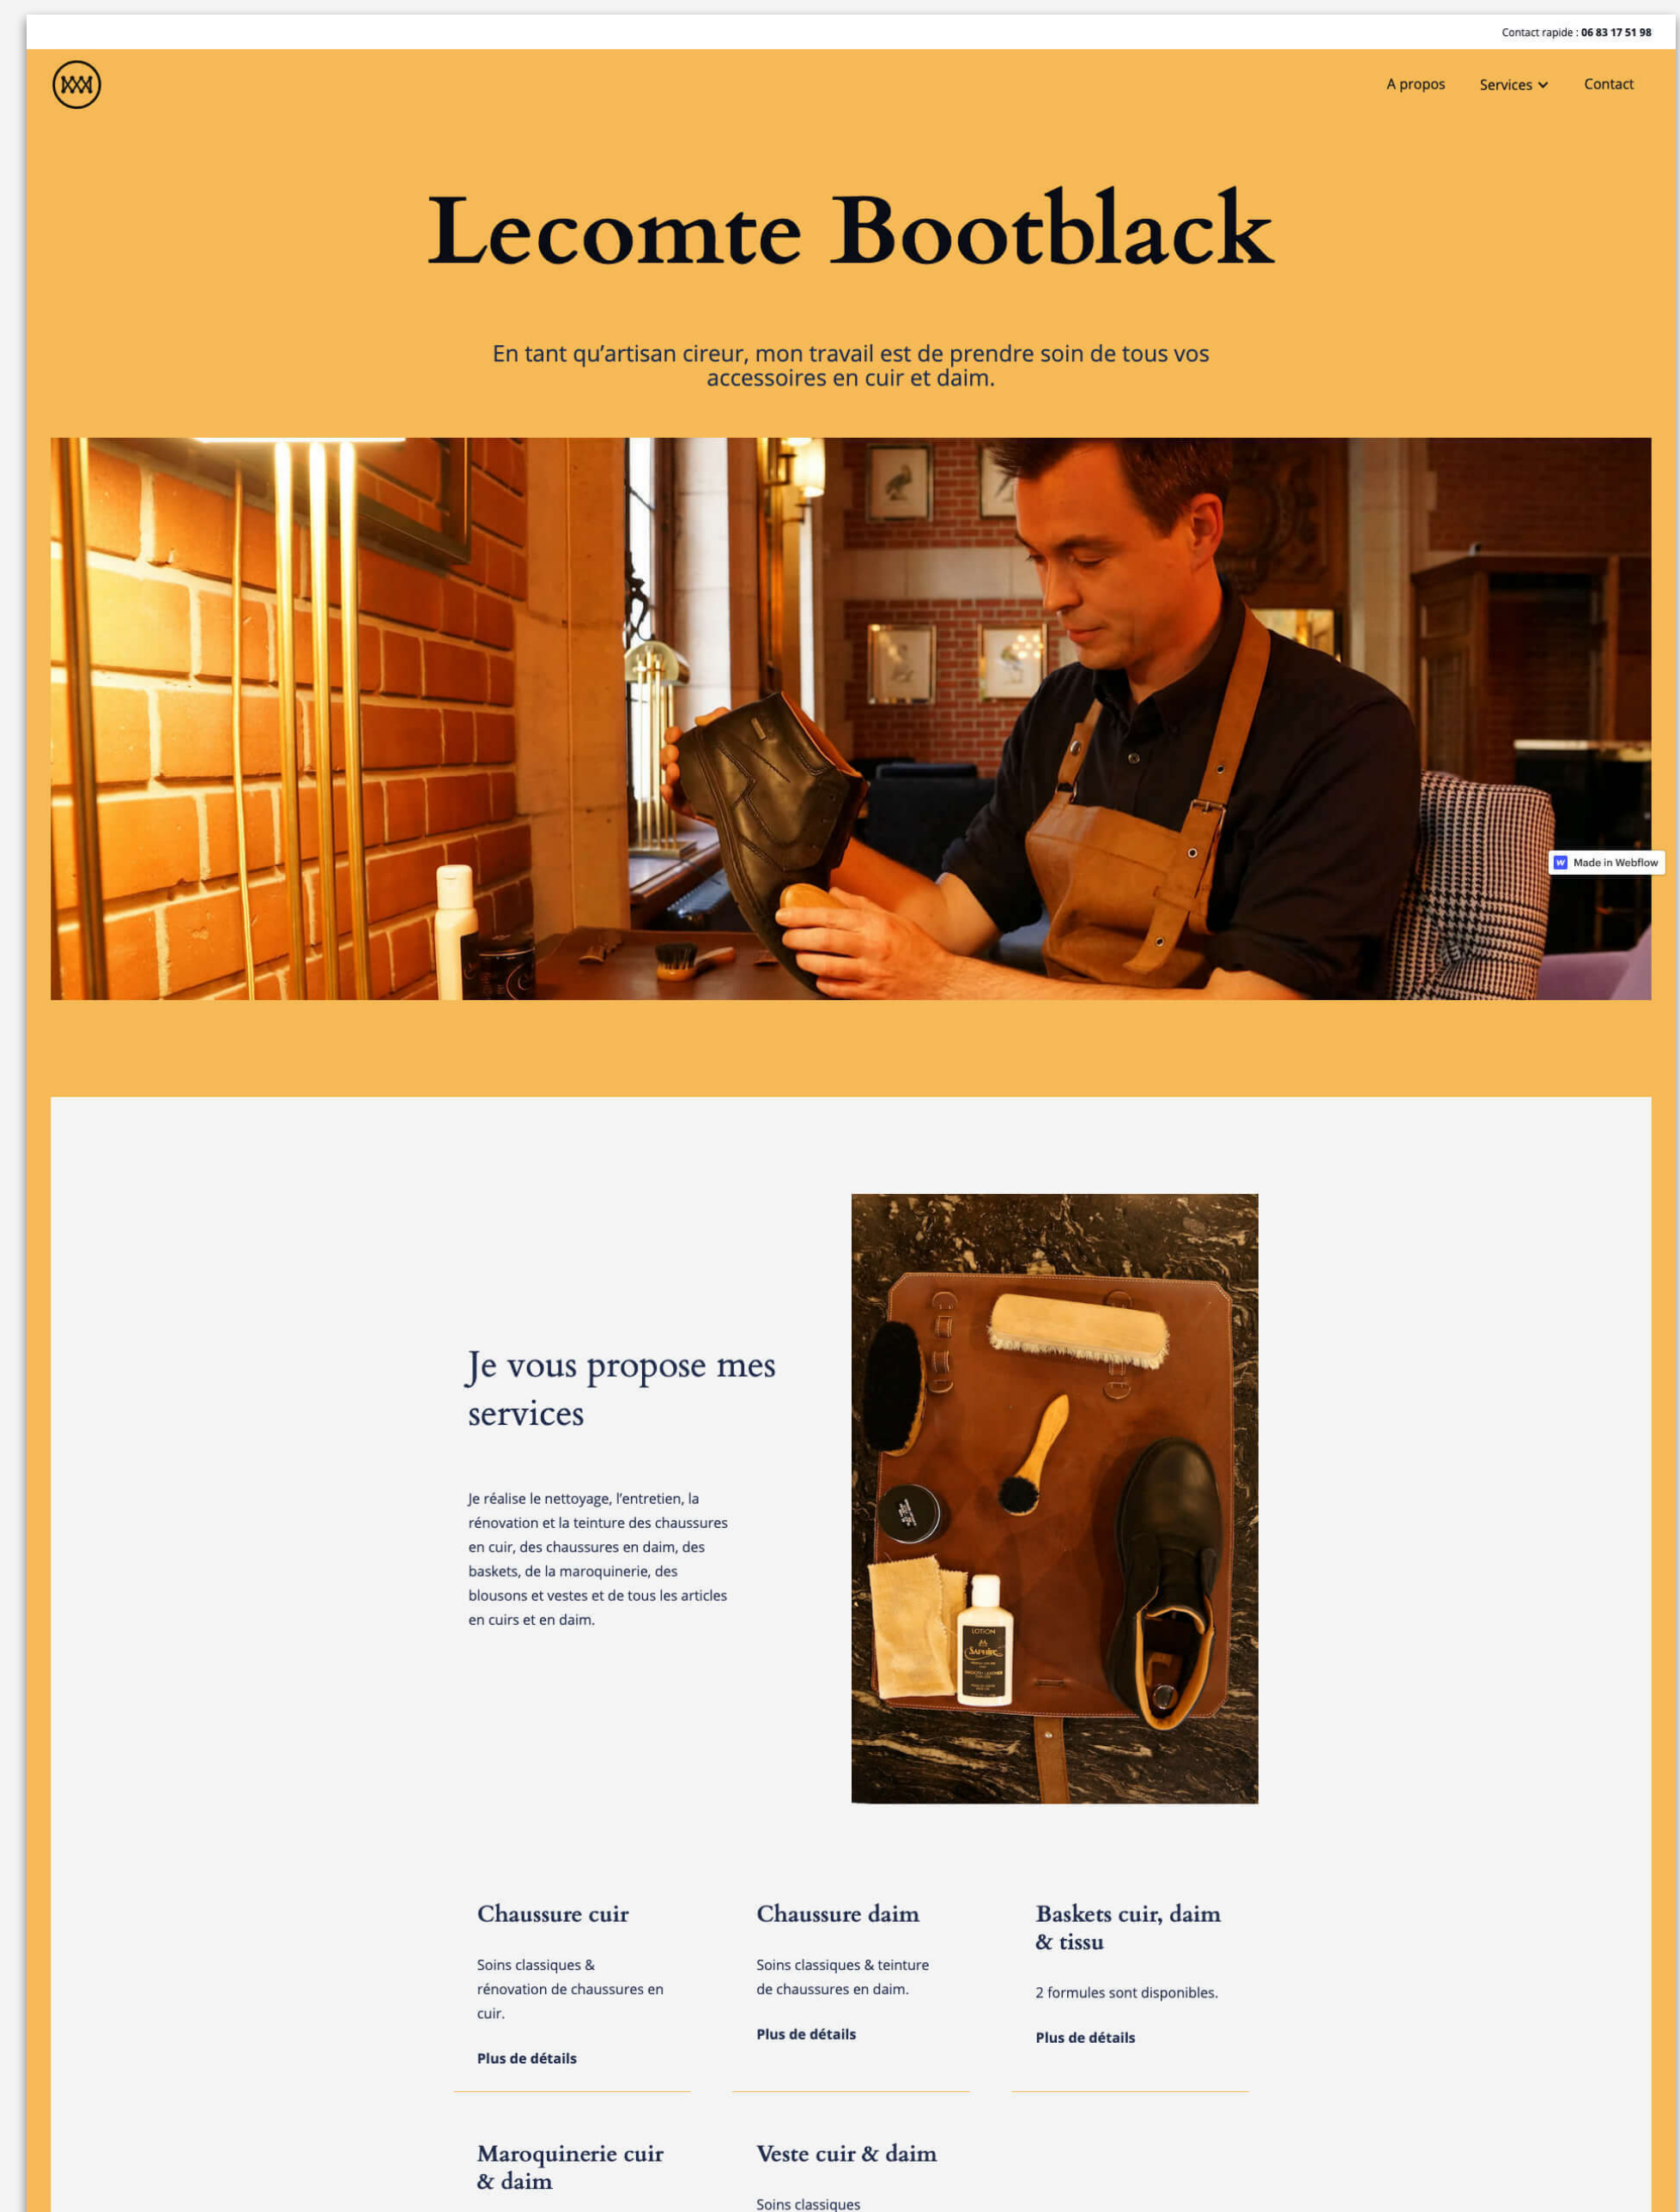 Contact rapide : 06 83 17 51 98
A propos
Services
Contact
Lecomte Bootblack
En tant qu’artisan cireur, mon travail est de prendre soin de tous vos
accessoires en cuir et daim.
Made in Webflow
Je vous propose mes
services
Je réalise le nettoyage, l’entretien, la
rénovation et la teinture des chaussures
en cuir, des chaussures en daim, des
baskets, de la maroquinerie, des
blousons et vestes et de tous les articles
en cuirs et en daim.
LOTION
SAPHIR
Chaussure cuir
Soins classiques &
rénovation de chaussures en
cuir.
Plus de détails
Chaussure daim
Soins classiques & teinture
de chaussures en daim.
Plus de détails
Baskets cuir, daim
& tissu
2 formules sont disponibles.
Plus de détails
Maroquinerie cuir
& daim
Veste cuir & daim
Soins classiques